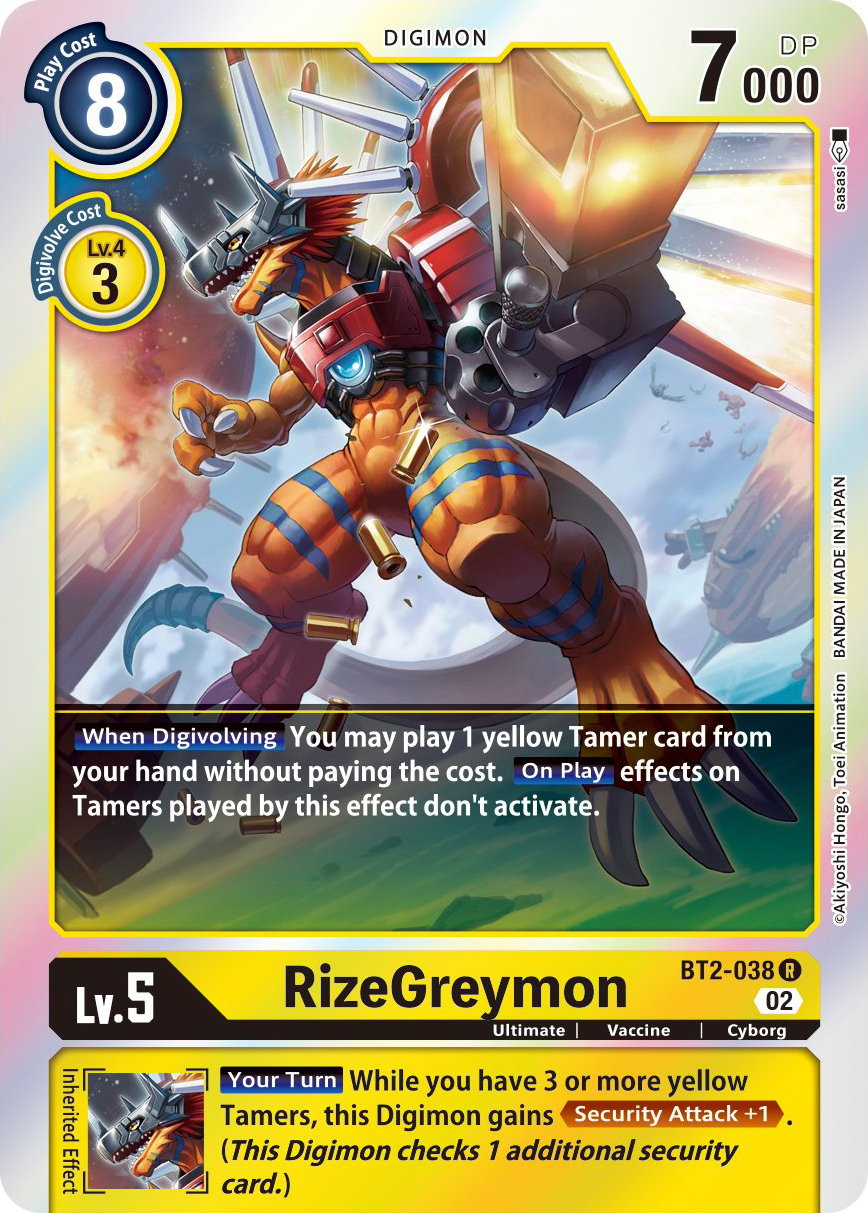 DIGIMON
Play Cost
8
7000 DP
Digivolve Cost
Lv.4
3
sasasi
When Digivolving You may play 1 yellow Tamer card from
your hand without paying the cost. On Play effects on
Tamers played by this effect don't activate.
©Akiyoshi Hongo, Toei Animation BANDAI MADE IN JAPAN
Lv.5
RizeGreymon
BT2-038 R
02
Ultimate | Vaccine | Cyborg
Inherited Effect
Your Turn While you have 3 or more yellow
Tamers, this Digimon gains Security Attack +1 .
(This Digimon checks 1 additional security
card.)